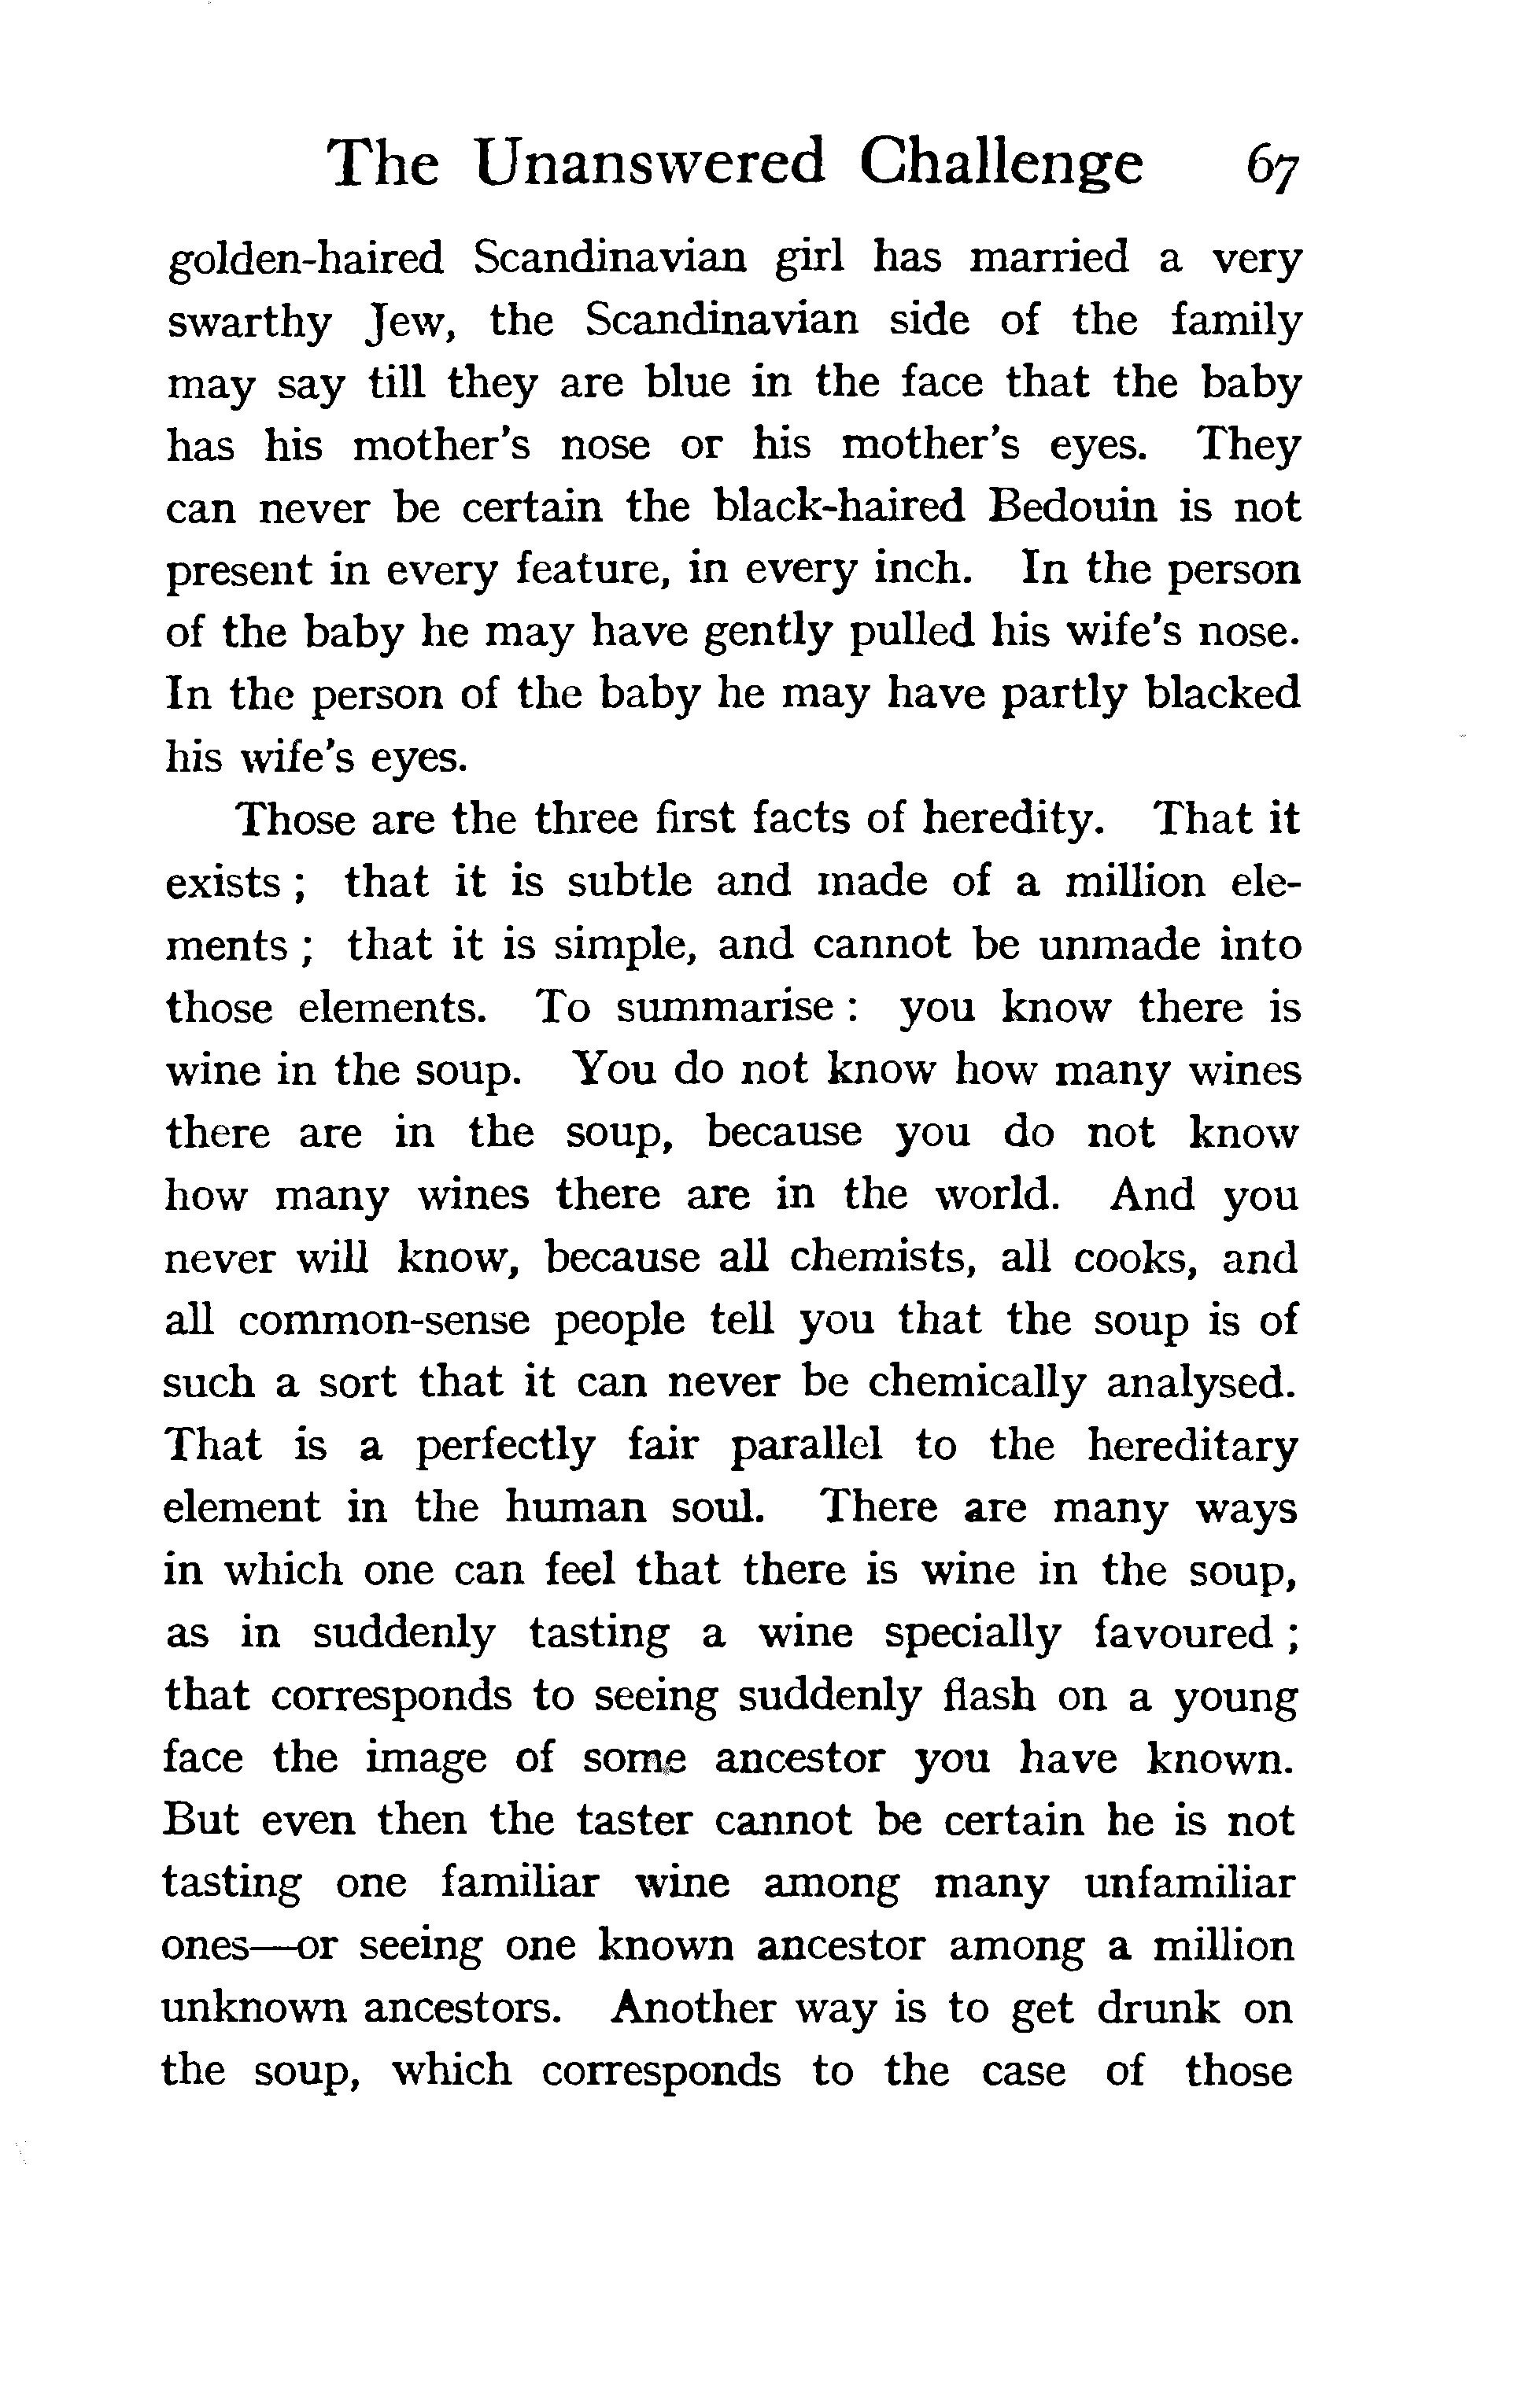 The Unanswered Challenge 67
golden-haired Scandinavian girl has married a very
swarthy Jew, the Scandinavian side of the family
may say till they are blue in the face that the baby
has his mother's nose or his mother's eyes. They
can never be certain the black-haired Bedouin is not
present in every feature, in every inch. In the person
of the baby he may have gently pulled his wife's nose.
In the person of the baby he may have partly blacked
his wife's eyes.
Those are the three first facts of heredity. That it
exists ; that it is subtle and made of a million ele-
ments ; that it is simple, and cannot be unmade into
those elements. To summarise : you know there is
wine in the soup. You do not know how many wines
there are in the soup, because you do not know
how many wines there are in the world. And you
never will know, because all chemists, all cooks, and
all common-sense people tell you that the soup is of
such a sort that it can never be chemically analysed.
That is a perfectly fair parallel to the hereditary
element in the human soul. There are many ways
in which one can feel that there is wine in the soup,
as in suddenly tasting a wine specially favoured ;
that corresponds to seeing suddenly flash on a young
face the image of some ancestor you have known.
But even then the taster cannot be certain he is not
tasting one familiar wine among many unfamiliar
ones—or seeing one known ancestor among a million
unknown ancestors. Another way is to get drunk on
the soup, which corresponds to the case of those